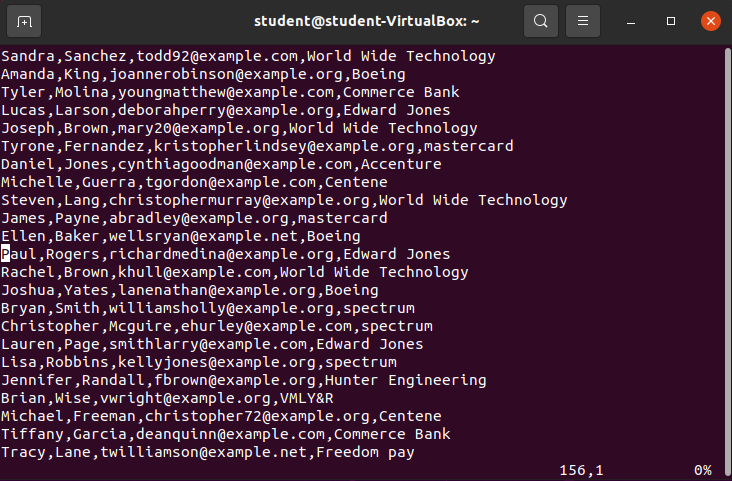 student@student-VirtualBox: ~
Sandra,Sanchez,todd92@example.com,World Wide Technology
Amanda,King,joannerobinson@example.org,Boeing
Tyler,Molina,youngmatthew@example.com,Commerce Bank
Lucas,Larson,deborahperry@example.org,Edward Jones
Joseph,Brown,mary20@example.org,World Wide Technology
Tyrone,Fernandez,kristopherlindsey@example.org,mastercard
Daniel,Jones,cynthiagoodman@example.com,Accenture
Michelle,Guerra,tgordon@example.com,Centene
Steven,Lang,christophermurray@example.org,World Wide Technology
James,Payne,abradley@example.org,mastercard
Ellen,Baker,wellsryan@example.net,Boeing
Paul,Rogers,richardmedina@example.org,Edward Jones
Rachel,Brown,khull@example.com,World Wide Technology
Joshua,Yates,lanenathan@example.org,Boeing
Bryan,Smith,williamsholly@example.org,spectrum
Christopher,Mcguire,ehurley@example.com,spectrum
Lauren,Page,smithlarry@example.com,Edward Jones
Lisa,Robbins,kellyjones@example.org,spectrum
Jennifer,Randall,fbrown@example.org,Hunter Engineering
Brian,Wise,vwright@example.org,VMLY&R
Michael,Freeman,christopher72@example.org,Centene
Tiffany,Garcia,deanquinn@example.com,Commerce Bank
Tracy,Lane,twilliamson@example.net,Freedom pay
156,1 0%